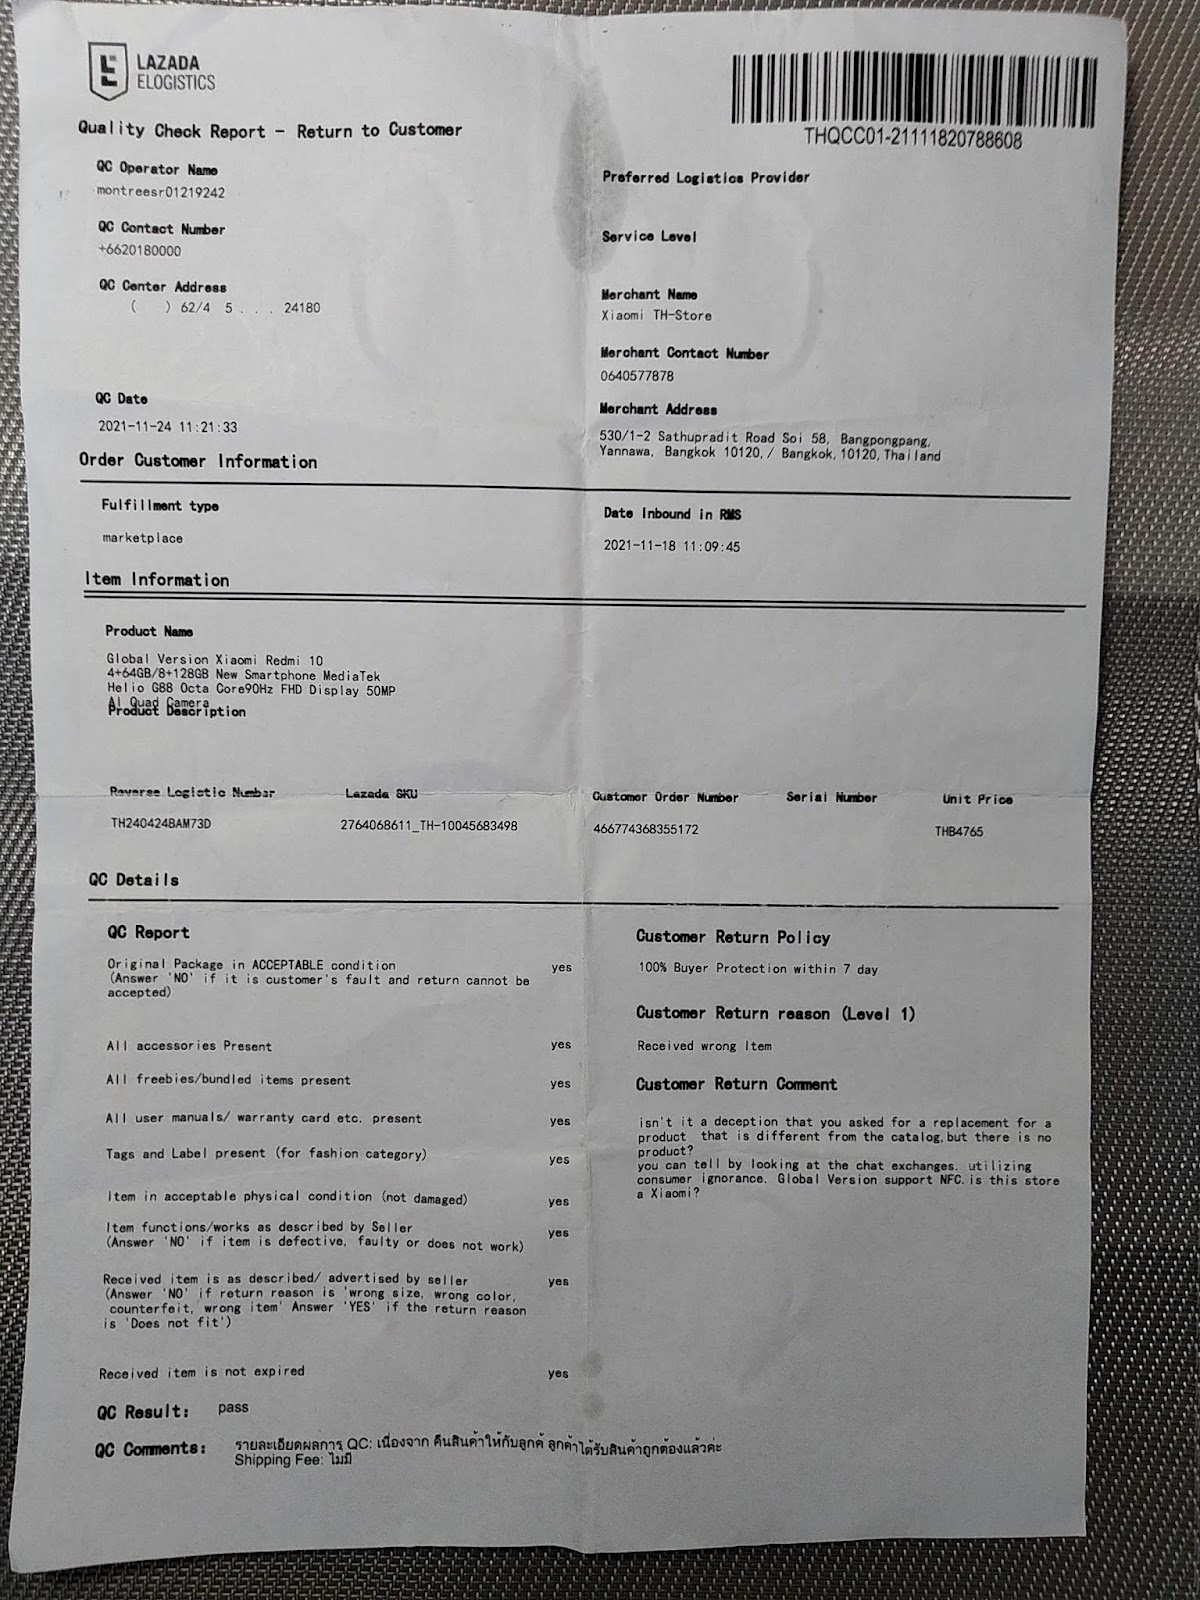 LAZADA
ELOGISTICS
THQCC01-21111820788608
Quality Check Report - Return to Customer
QC Operator Name
montreesr01219242
QC Contact Number
+6620180000
QC Center Address
( ) 62/4 5 . . . 24180
QC Date
2021-11-24 11:21:33
Preferred Logistics Provider
Service Level
Merchant Name
Xiaomi TH-Store
Merchant Contact Number
0640577878
Merchant Address
530/1-2 Sathupradit Road Soi 58, Bangpongpang,
Yannawa, Bangkok 10120,/ Bangkok,10120,Thailand
Order Customer Information
Fulfillment type
marketplace
Date Inbound in RMS
2021-11-18 11:09:45
Item Information
Product Name
Global Version Xiaomi Redmi 10
4+64GB/8+128GB New Smartphone MediaTek
Helio G88 Octa Core90Hz FHD Display 50MP
AI Quad Camera
Product Description
Reverse Logistic Number Lazada SKU Customer Order Number Serial Number Unit Price
TH240424BAM73D 2764068611_TH-10045683498 466774368355172 THB4765
QC Details
QC Report
Original Package in ACCEPTABLE condition yes
(Answer 'NO' if it is customer's fault and return cannot be
accepted)
All accessories Present yes
All freebies/bundled items present yes
All user manuals/ warranty card etc. present yes
Tags and Label present (for fashion category) yes
Item in acceptable physical condition (not damaged) yes
Item functions/works as described by Seller yes
(Answer 'NO' if item is defective, faulty or does not work)
Received item is as described/ advertised by seller yes
(Answer 'NO' if return reason is 'wrong size, wrong color,
counterfeit, wrong item' Answer 'YES' if the return reason
is 'Does not fit')
Received item is not expired yes
Customer Return Policy
100% Buyer Protection within 7 day
Customer Return reason (Level 1)
Received wrong Item
Customer Return Comment
isn't it a deception that you asked for a replacement for a
product that is different from the catalog,but there is no
product?
you can tell by looking at the chat exchanges. utilizing
consumer ignorance. Global Version support NFC. is this store
a Xiaomi?
QC Result: pass
QC Comments: รายละเอียดผลการ QC: เนื่องจาก คืนสินค้าให้กับลูกค้ ลูกค้าได้รับสินค้าถูกต้องแล้วค่ะ
Shipping Fee: ไม่มี